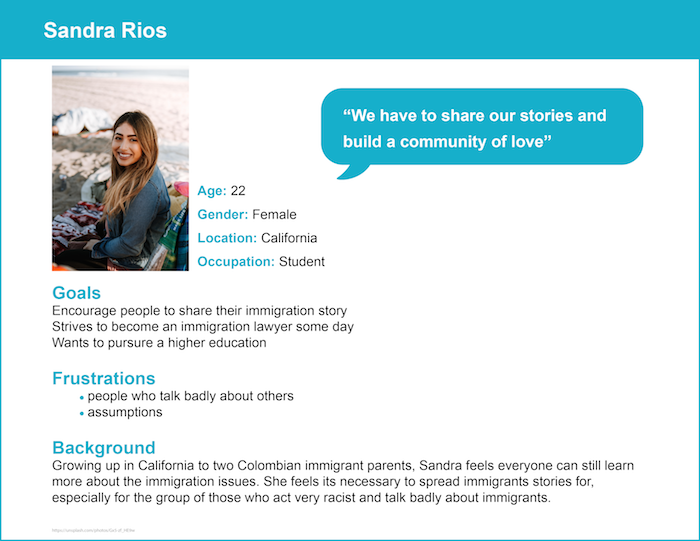 Sandra Rios
“We have to share our stories and
build a community of love”
Age: 22
Gender: Female
Location: California
Occupation: Student
Goals
Encourage people to share their immigration story
Strives to become an immigration lawyer some day
Wants to pursure a higher education
Frustrations
• people who talk badly about others
• assumptions
Background
Growing up in California to two Colombian immigrant parents, Sandra feels everyone can still learn
more about the immigration issues. She feels its necessary to spread immigrants stories for,
especially for the group of those who act very racist and talk badly about immigrants.